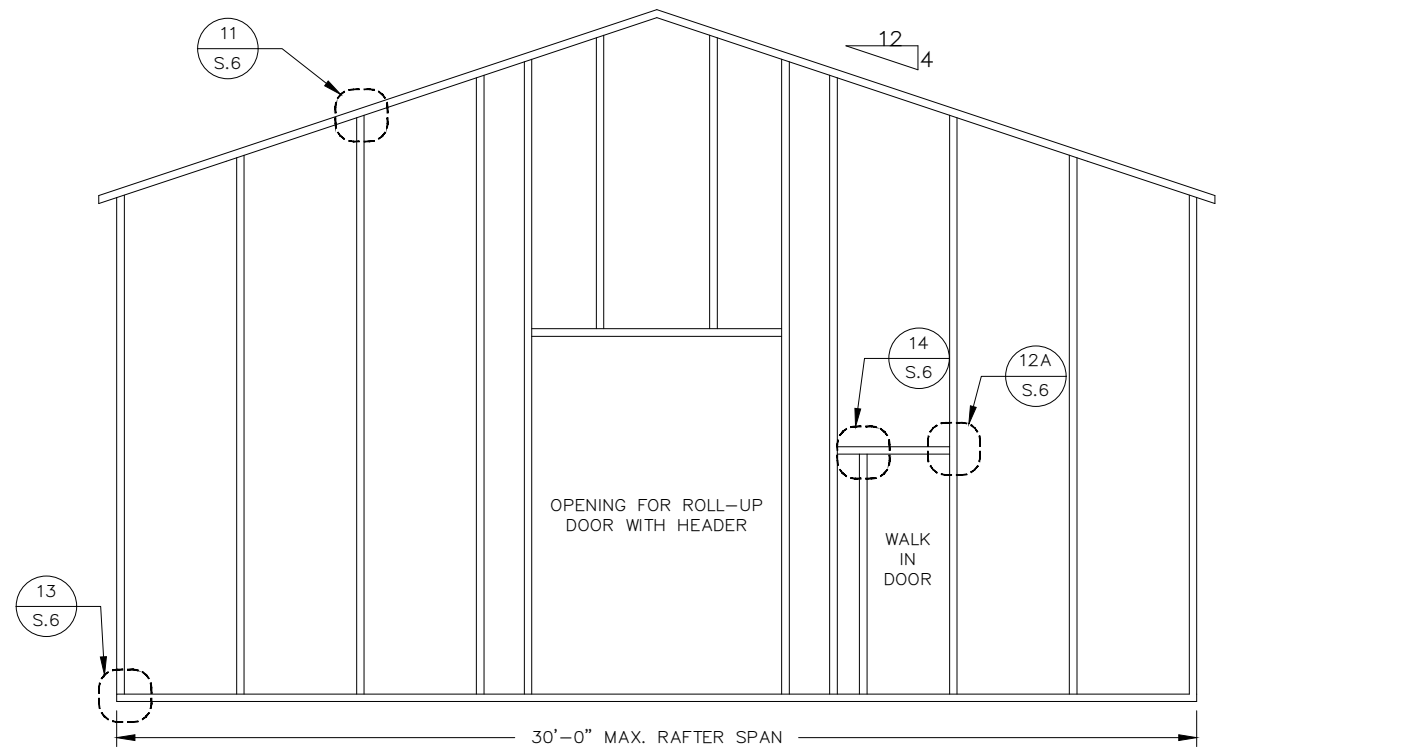 11
S.6
12
4
14
S.6
12A
S.6
OPENING FOR ROLL-UP
DOOR WITH HEADER
WALK
IN
DOOR
13
S.6
30'-0" MAX. RAFTER SPAN